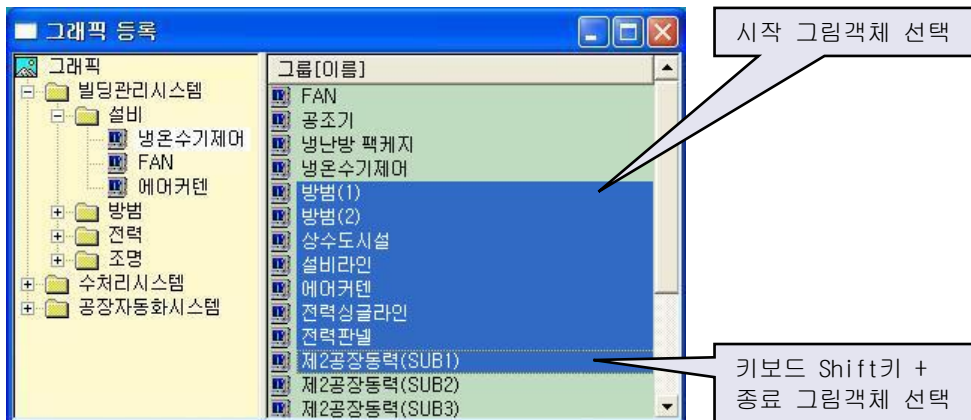 그래픽 등록
시작 그림객체 선택
그래픽
빌딩관리시스템
설비
냉온수기제어
FAN
에어커텐
방범
전력
조명
수처리시스템
공장자동화시스템
그룹[이름]
FAN
공조기
냉난방 팩케지
냉온수기제어
방범(1)
방범(2)
상수도시설
설비라인
에어커텐
전력싱글라인
전력판넬
제2공장동력(SUB1)
제2공장동력(SUB2)
제2공장동력(SUB3)
키보드 Shift키 +
종료 그림객체 선택